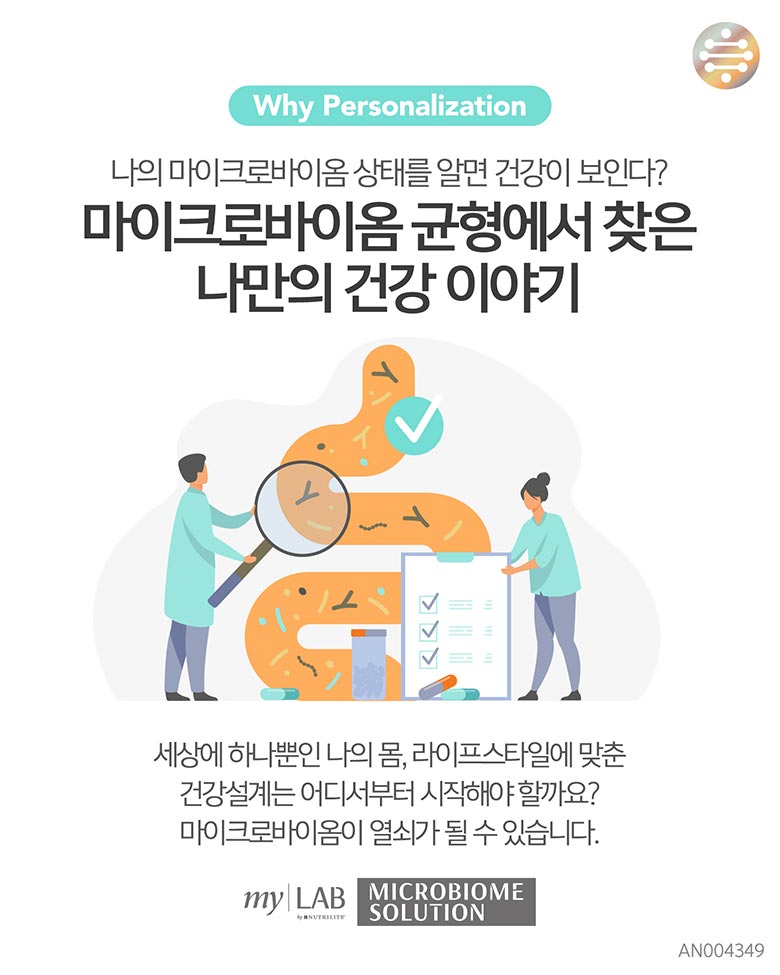 Why Personalization
나의 마이크로바이옴 상태를 알면 건강이 보인다?
마이크로바이옴 균형에서 찾은
나만의 건강 이야기
세상에 하나뿐인 나의 몸, 라이프스타일에 맞춘
건강설계는 어디서부터 시작해야 할까요?
마이크로바이옴이 열쇠가 될 수 있습니다.
my LAB
by NUTRILITE
MICROBIOME
SOLUTION
AN004349